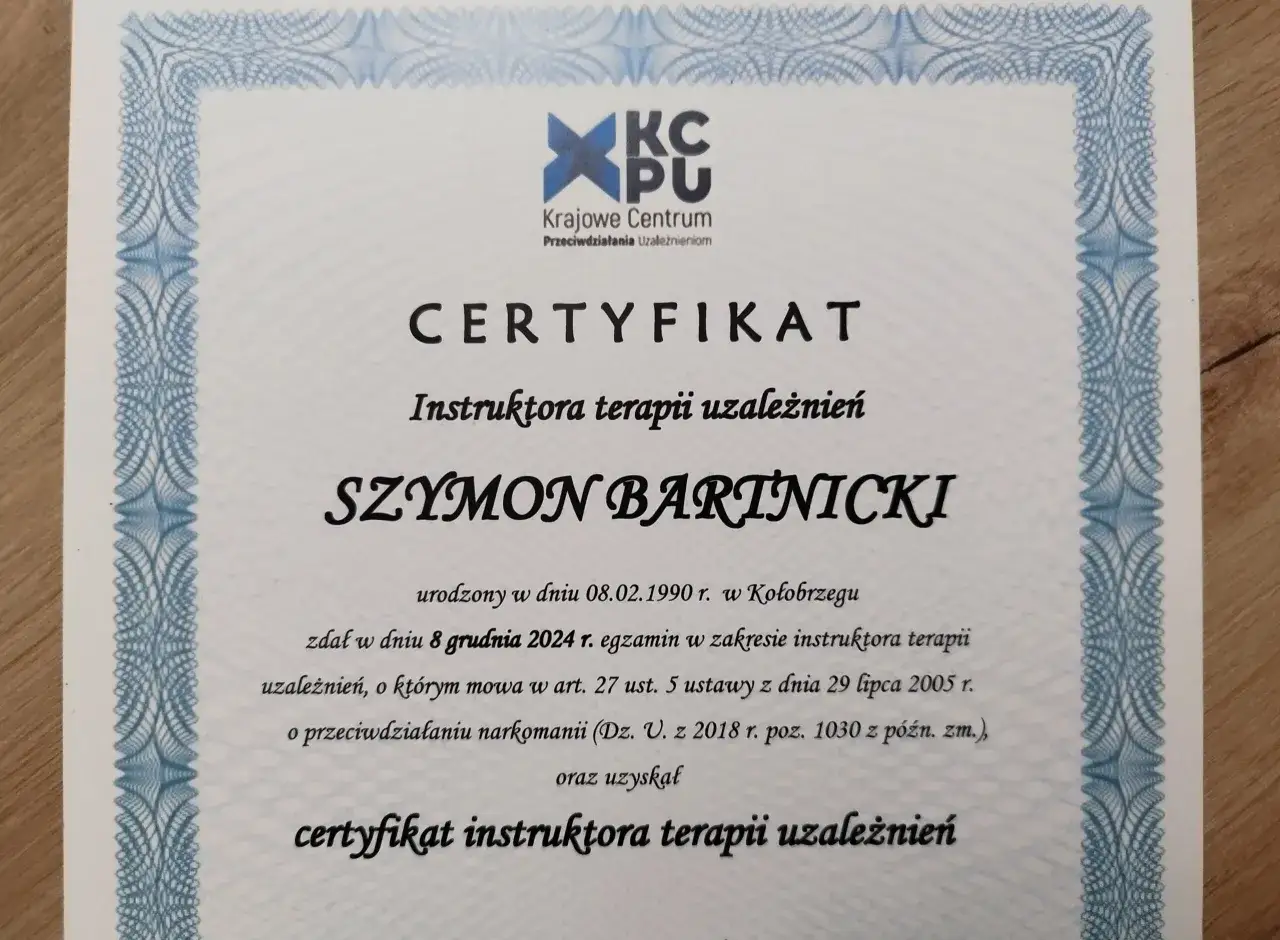 KC
PU
Krajowe Centrum
Przeciwdziałania Uzależnieniom
CERTYFIKAT
Instruktora terapii uzależnień
SZYMON BARTNICKI
urodzony w dniu 08.02.1990 r. w Kołobrzegu
zdał w dniu 8 grudnia 2024 r. egzamin w zakresie instruktora terapii
uzależnień, o którym mowa w art. 27 ust. 5 ustawy z dnia 29 lipca 2005 r.
o przeciwdziałaniu narkomanii (Dz. U. z 2018 r. poz. 1030 z późn. zm.),
oraz uzyskał
certyfikat instruktora terapii uzależnień